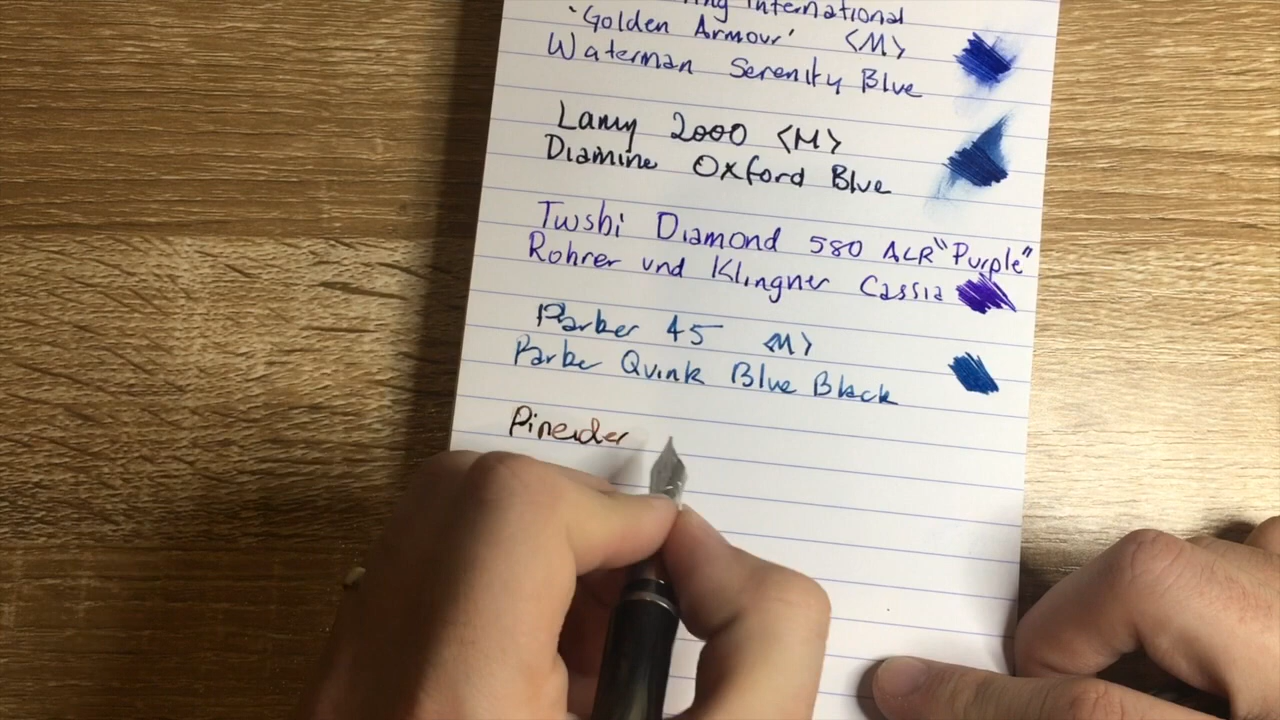 International
'Golden Armour' <M>
Waterman Serenity Blue
Lamy 2000 <M>
Diamine Oxford Blue
Twsbi Diamond 580 ALR "Purple"
Rohrer und Klingner Cassia
Parker 45 <M>
Parker Quink Blue Black
Pineider